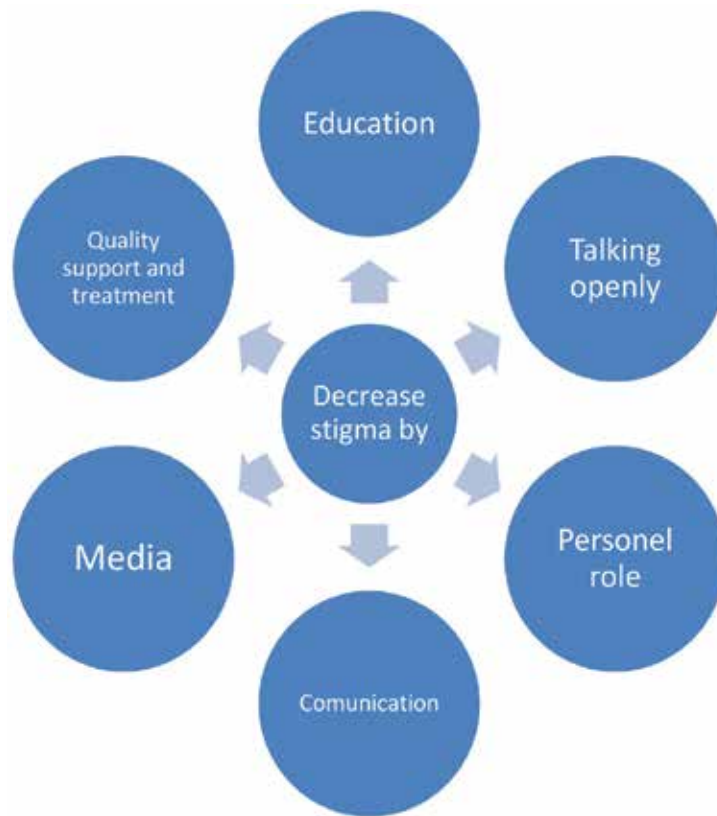 Education
Quality
support and
treatment
Talking
openly
Decrease
stigma by
Media
Personel
role
Comunication